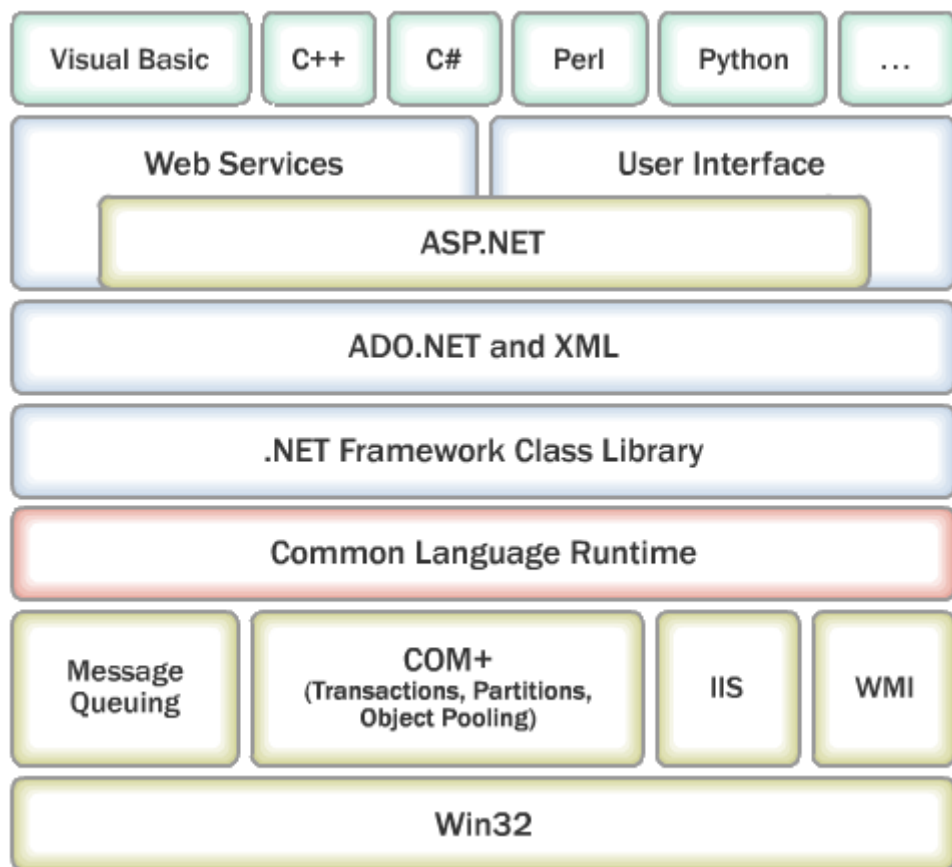 Visual Basic
C++
C#
Perl
Python
...
Web Services
User Interface
ASP.NET
ADO.NET and XML
.NET Framework Class Library
Common Language Runtime
Message
Queuing
COM+
(Transactions, Partitions,
Object Pooling)
IIS
WMI
Win32